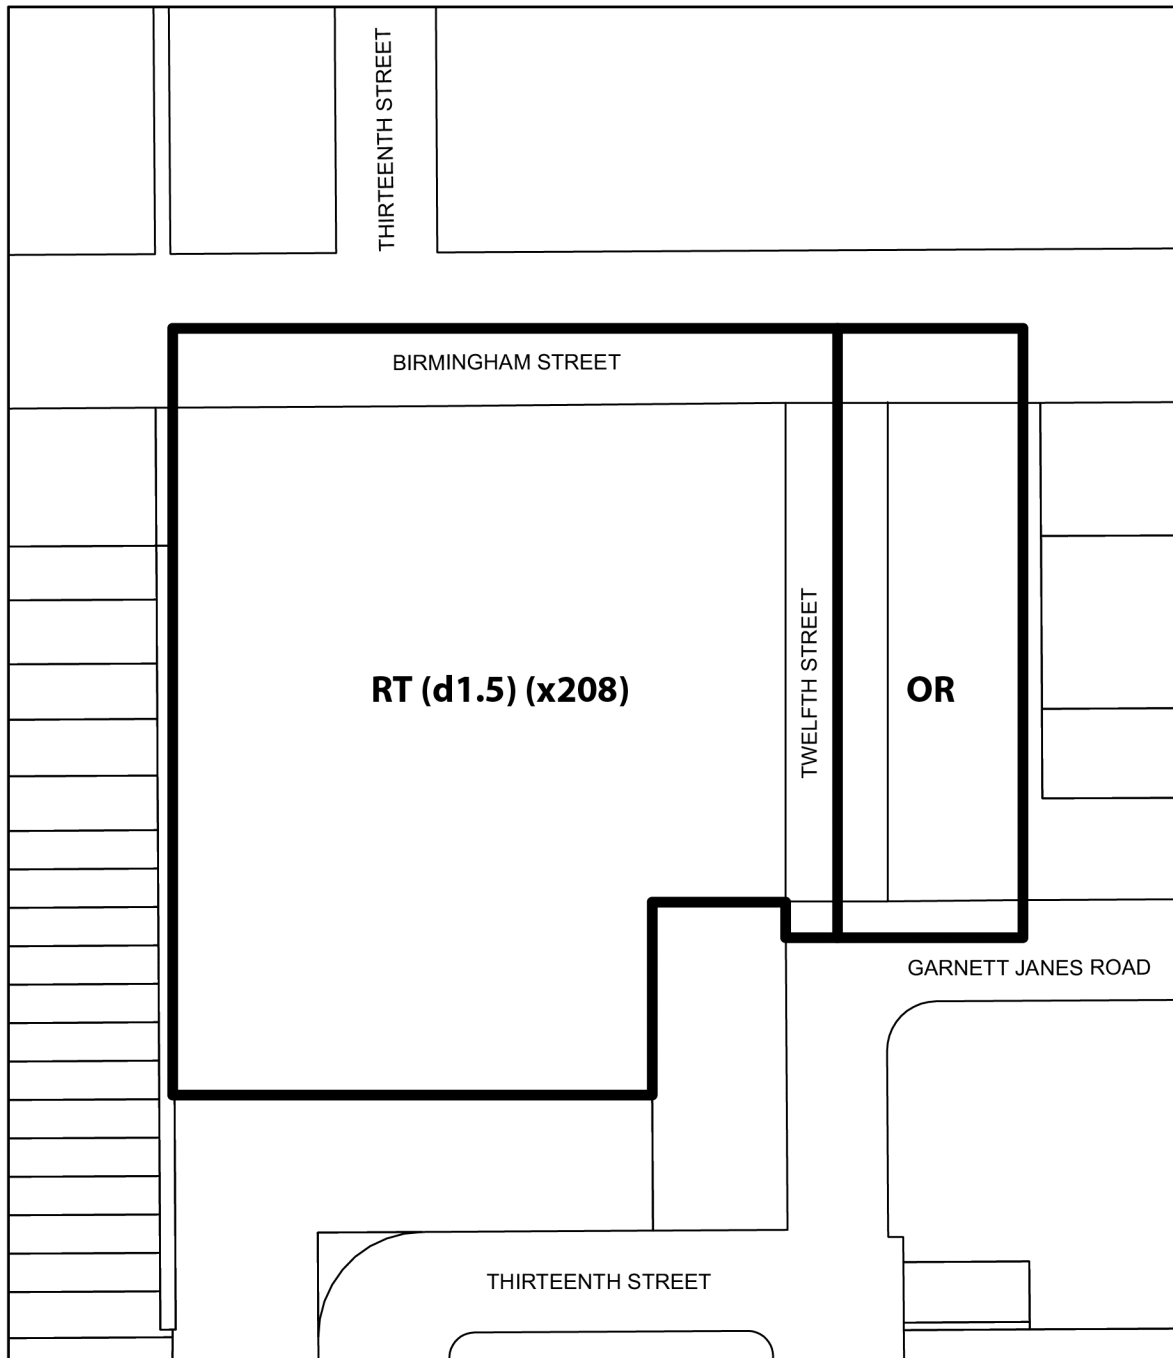 THIRTEENTH STREET
BIRMINGHAM STREET
TWELFTH STREET
RT (d1.5) (x208)
OR
GARNETT JANES ROAD
THIRTEENTH STREET